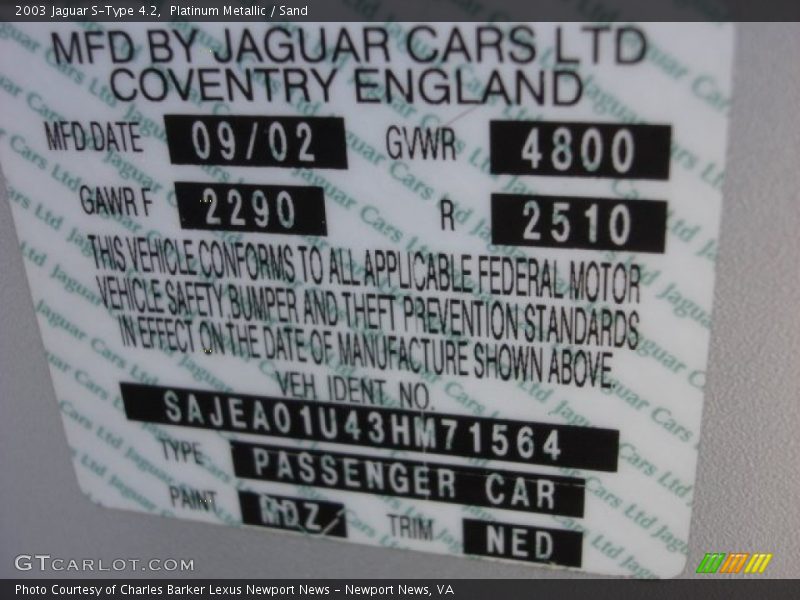 2003 Jaguar S-Type 4.2, Platinum Metallic / Sand
MFD BY JAGUAR CARS LTD
COVENTRY ENGLAND
MFD DATE 09/02 GVWR 4800
GAWR F 2290 R 2510
THIS VEHICLE CONFORMS TO ALL APPLICABLE FEDERAL MOTOR
VEHICLE SAFETY BUMPER AND THEFT PREVENTION STANDARDS
IN EFFECT ON THE DATE OF MANUFACTURE SHOWN ABOVE
VEH IDENT NO.
SAJEA01U43HM71564
TYPE PASSENGER CAR
PAINT MDZ TRIM NED
GTCARLOT.COM
Photo Courtesy of Charles Barker Lexus Newport News - Newport News, VA